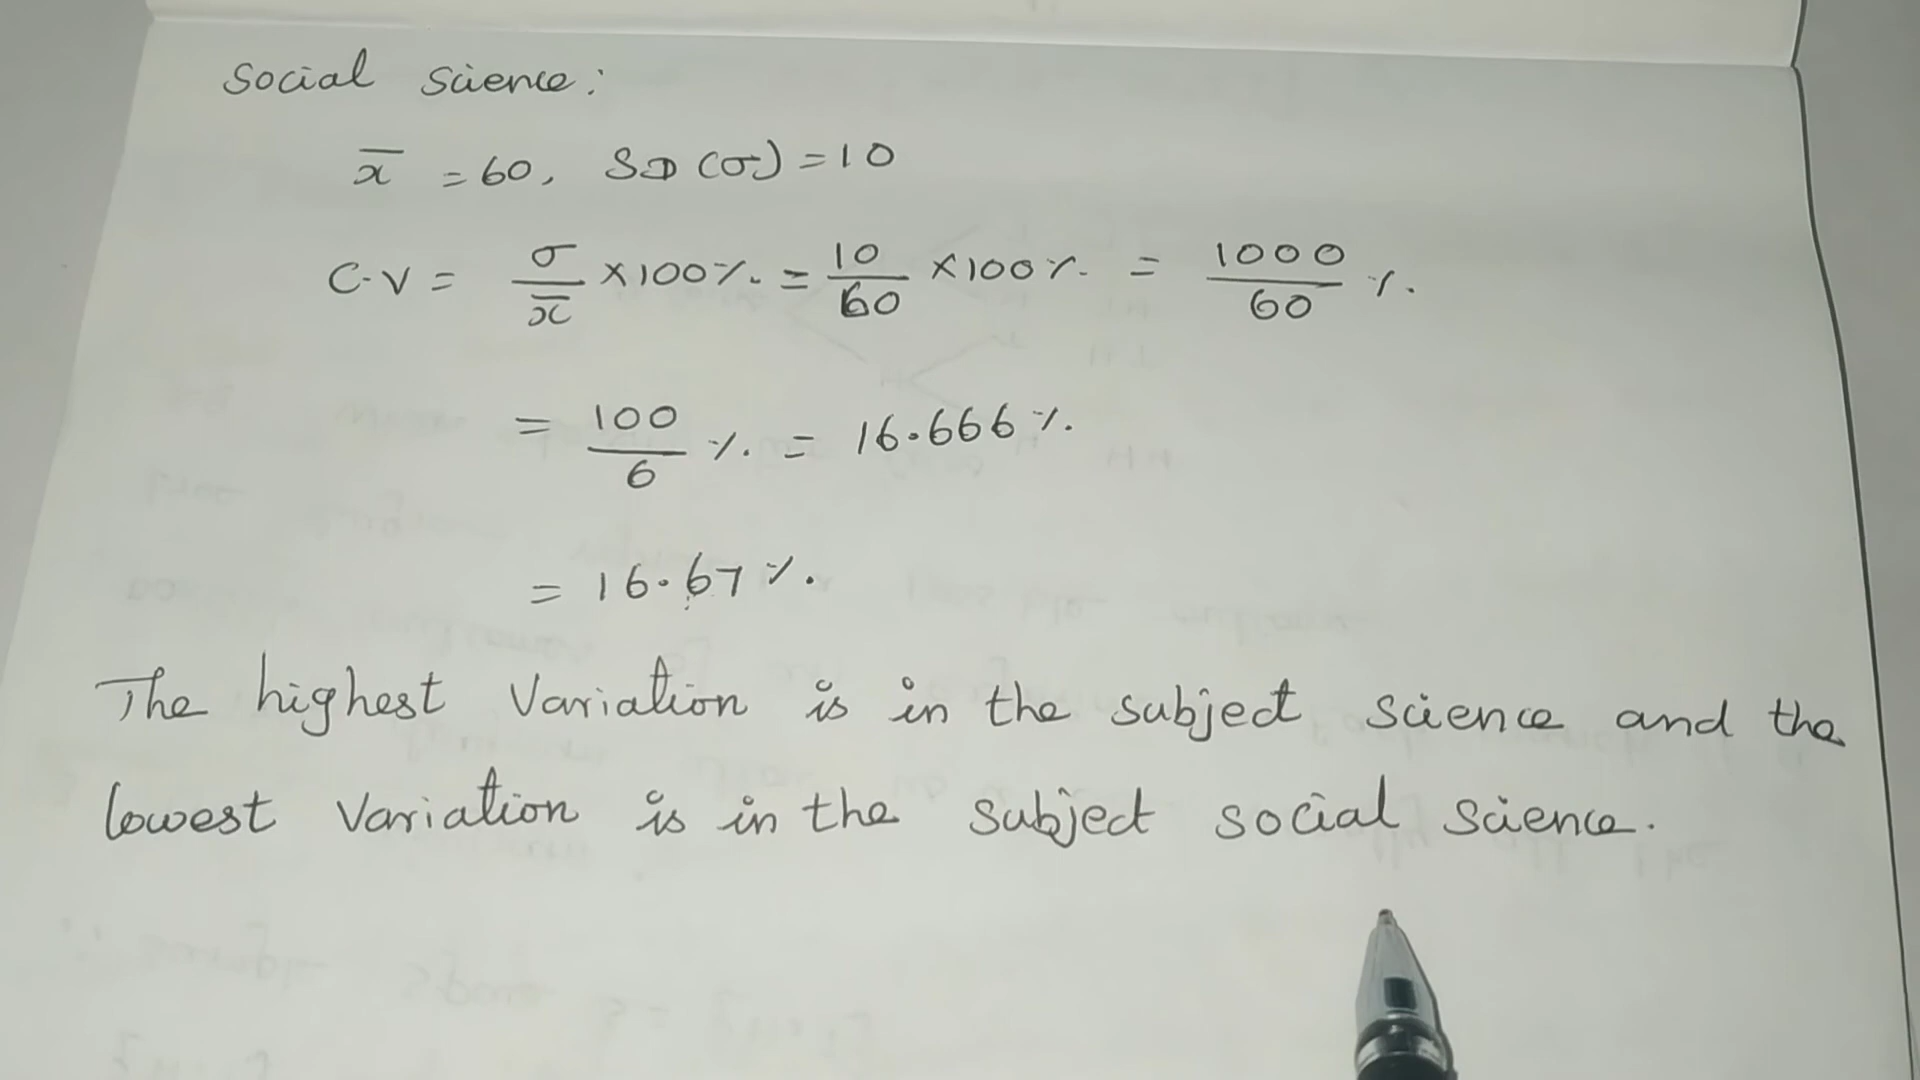 Social Science:
x̄ = 60, SD (σ) = 10
C.V = σ/x̄ × 100% = 10/60 × 100% = 1000/60 %.
= 100/6 %. = 16.666 %.
= 16.67 %.
The highest Variation is in the subject science and the
lowest Variation is in the subject social science.